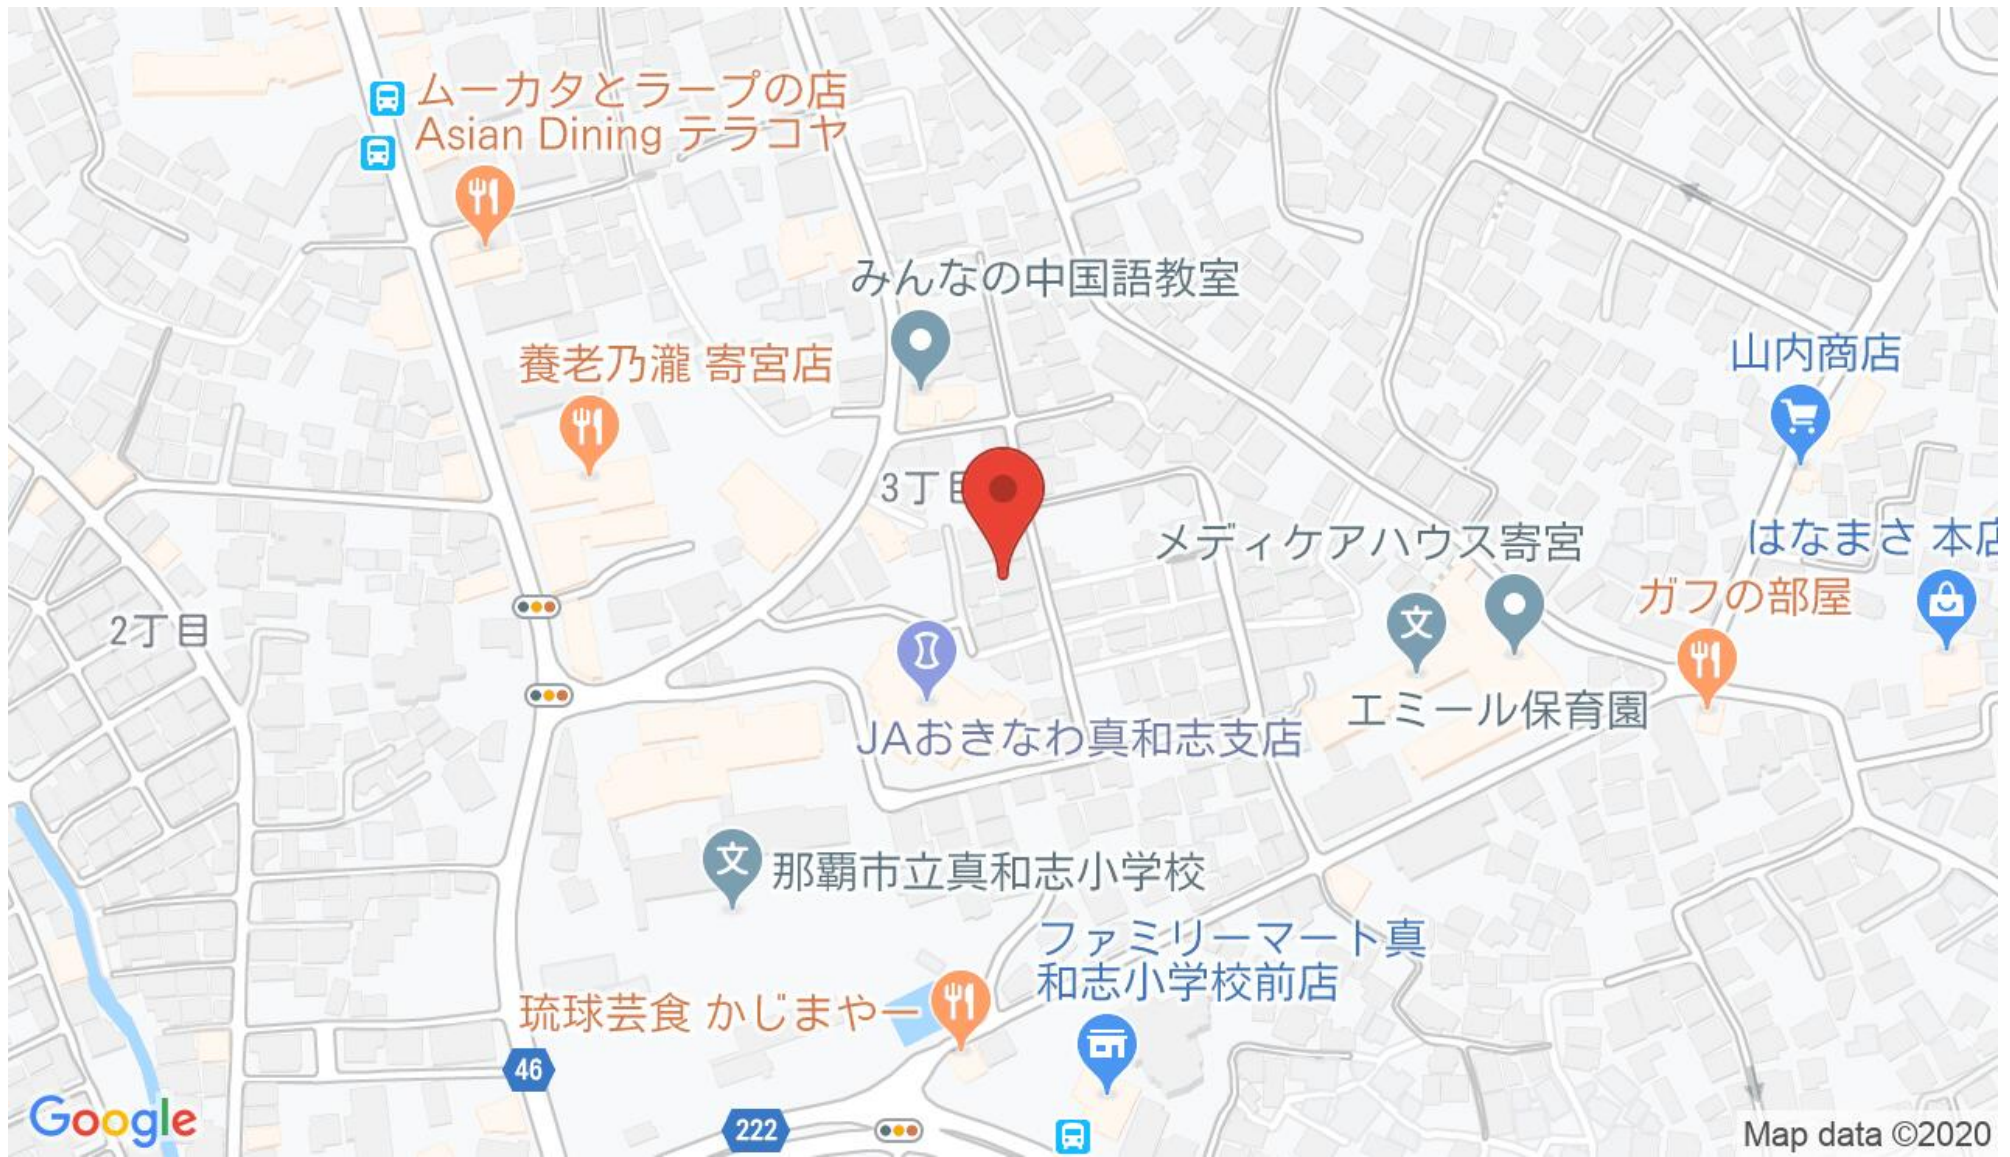 ムーカタとラープの店
Asian Dining テラコヤ
みんなの中国語教室
養老乃瀧 寄宮店
山内商店
3丁目
メディケアハウス寄宮
はなまさ 本店
ガフの部屋
2丁目
文
エミール保育園
JAおきなわ真和志支店
文
那覇市立真和志小学校
ファミリーマート真
和志小学校前店
琉球芸食 かじまやー
46
222
Google
Map data ©2020